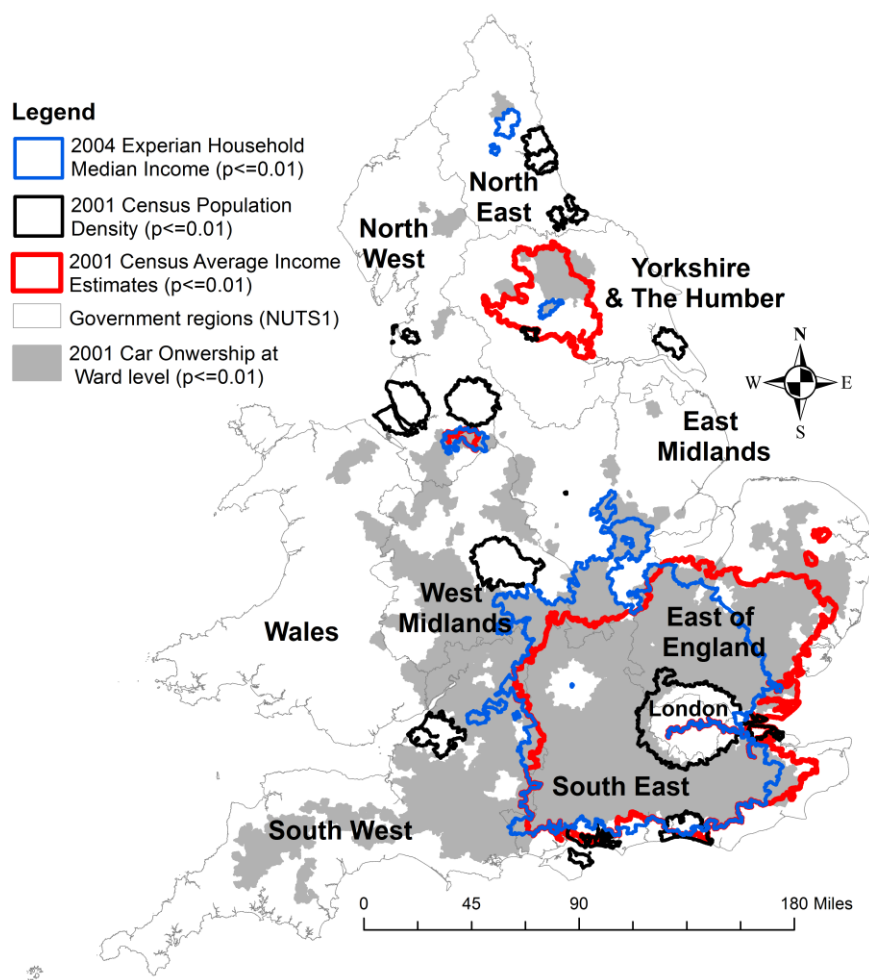 Legend
2004 Experian Household
Median Income (p<=0.01)
2001 Census Population
Density (p<=0.01)
2001 Census Average Income
Estimates (p<=0.01)
Government regions (NUTS1)
2001 Car Onwership at
Ward level (p<=0.01)
North
East
North
West
Yorkshire
& The Humber
N
W
E
S
East
Midlands
West
Midlands
Wales
East of
England
London
South East
South West
0
45
90
180 Miles